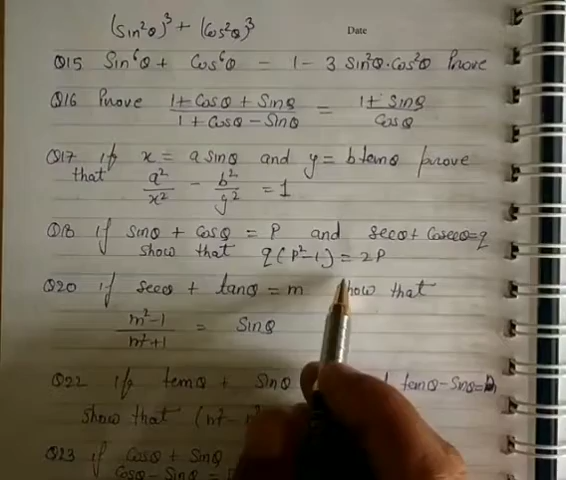 (sin²θ)³ + (cos²θ)³
Date
Q15 Sin⁶θ + Cos⁶θ - 1 - 3 Sin²θ.Cos²θ Prove
Q16 Prove (1+Cosθ + Sinθ)/(1+Cosθ - Sinθ) = (1+ Sinθ)/Cosθ
Q17 if x = a sinθ and y = b tanθ prove
that a²/x² - b²/y² = 1
Q18 if sinθ + cosθ = P and secθ + Cosecθ = q
show that q(P²-1) = 2P
Q20 if secθ + tanθ = m show that
(m²-1)/(m²+1) = Sinθ
Q22 if tanθ + Sinθ tanθ - Sinθ =
show that (m²-
Q23 if Cosθ + Sinθ
Cosθ - Sinθ =